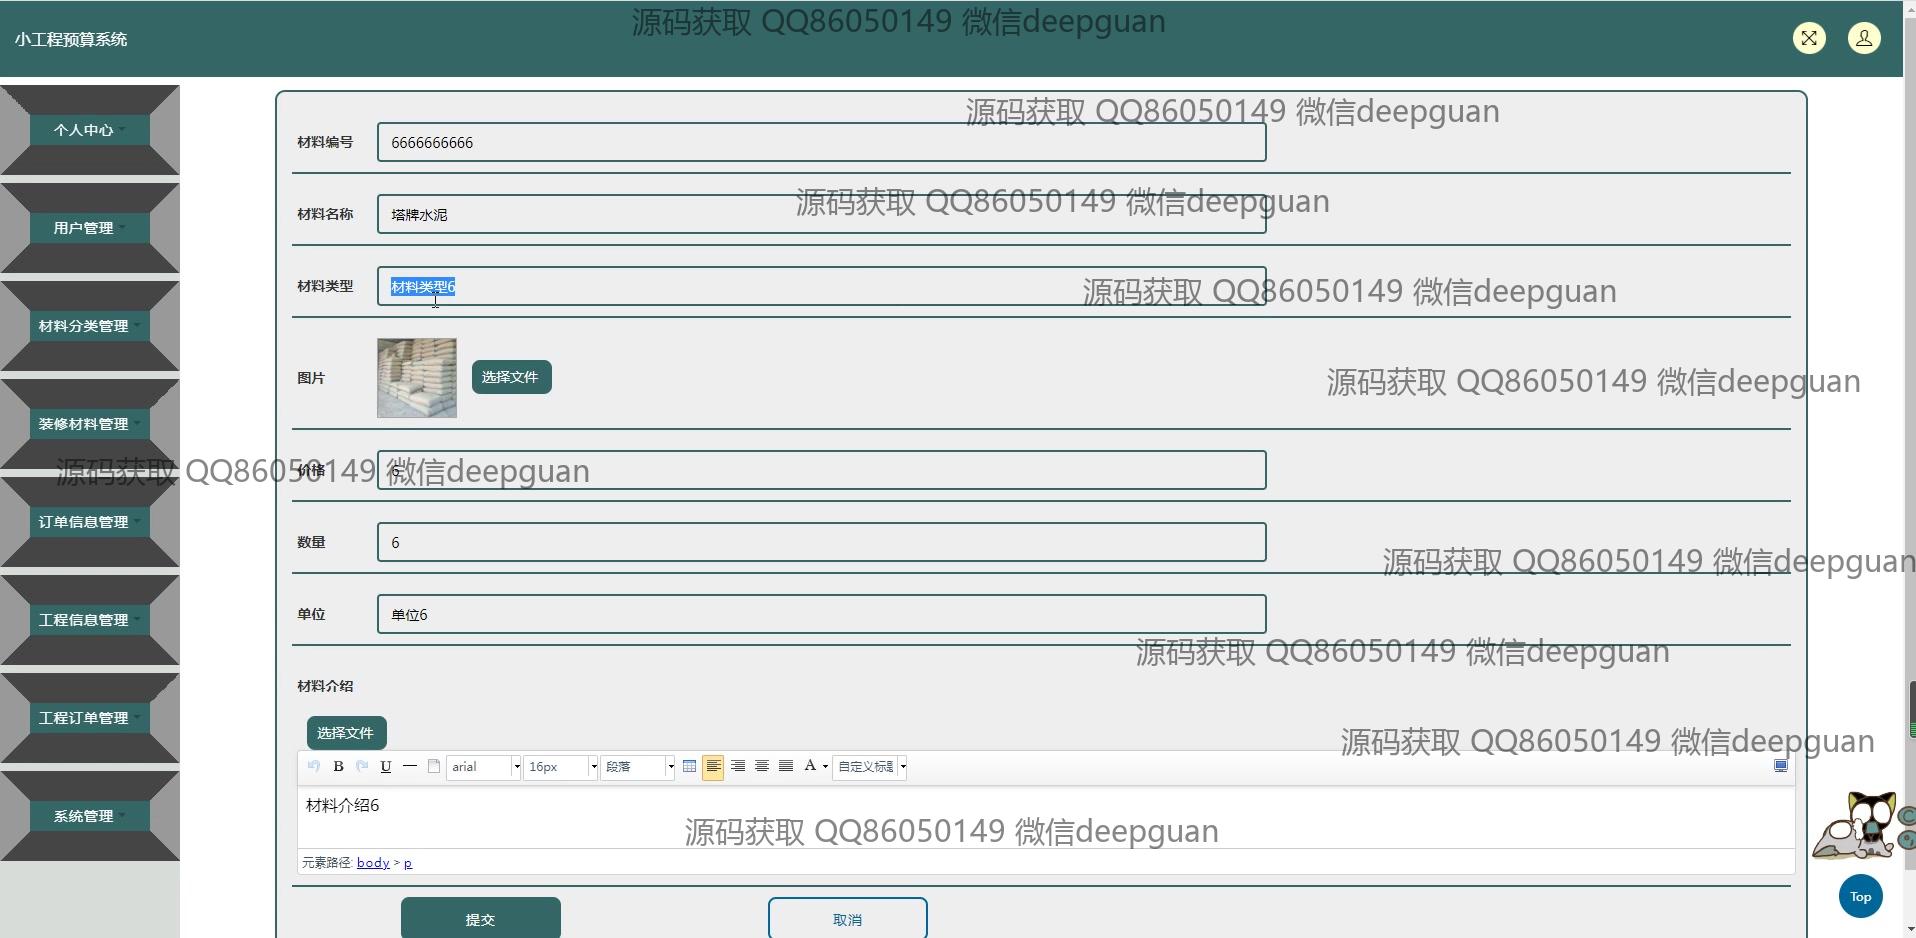 源码获取 QQ86050149 微信deepguan
小工程预算系统
源码获取 QQ86050149 微信deepguan
个人中心
材料编号
6666666666
源码获取 QQ86050149 微信deepguan
材料名称
塔牌水泥
用户管理
材料类型
材料类型6
源码获取 QQ86050149 微信deepguan
材料分类管理
图片
选择文件
源码获取 QQ86050149 微信deepguan
装修材料管理
源码获取 QQ86050149 微信deepguan
价格
6
订单信息管理
数量
6
源码获取 QQ86050149 微信deepguan
工程信息管理
单位
单位6
源码获取 QQ86050149 微信deepguan
材料介绍
工程订单管理
选择文件
源码获取 QQ86050149 微信deepguan
B U arial 16px 段落 A 自定义标题
材料介绍6
系统管理
源码获取 QQ86050149 微信deepguan
元素路径: body > p
Top
提交
取消